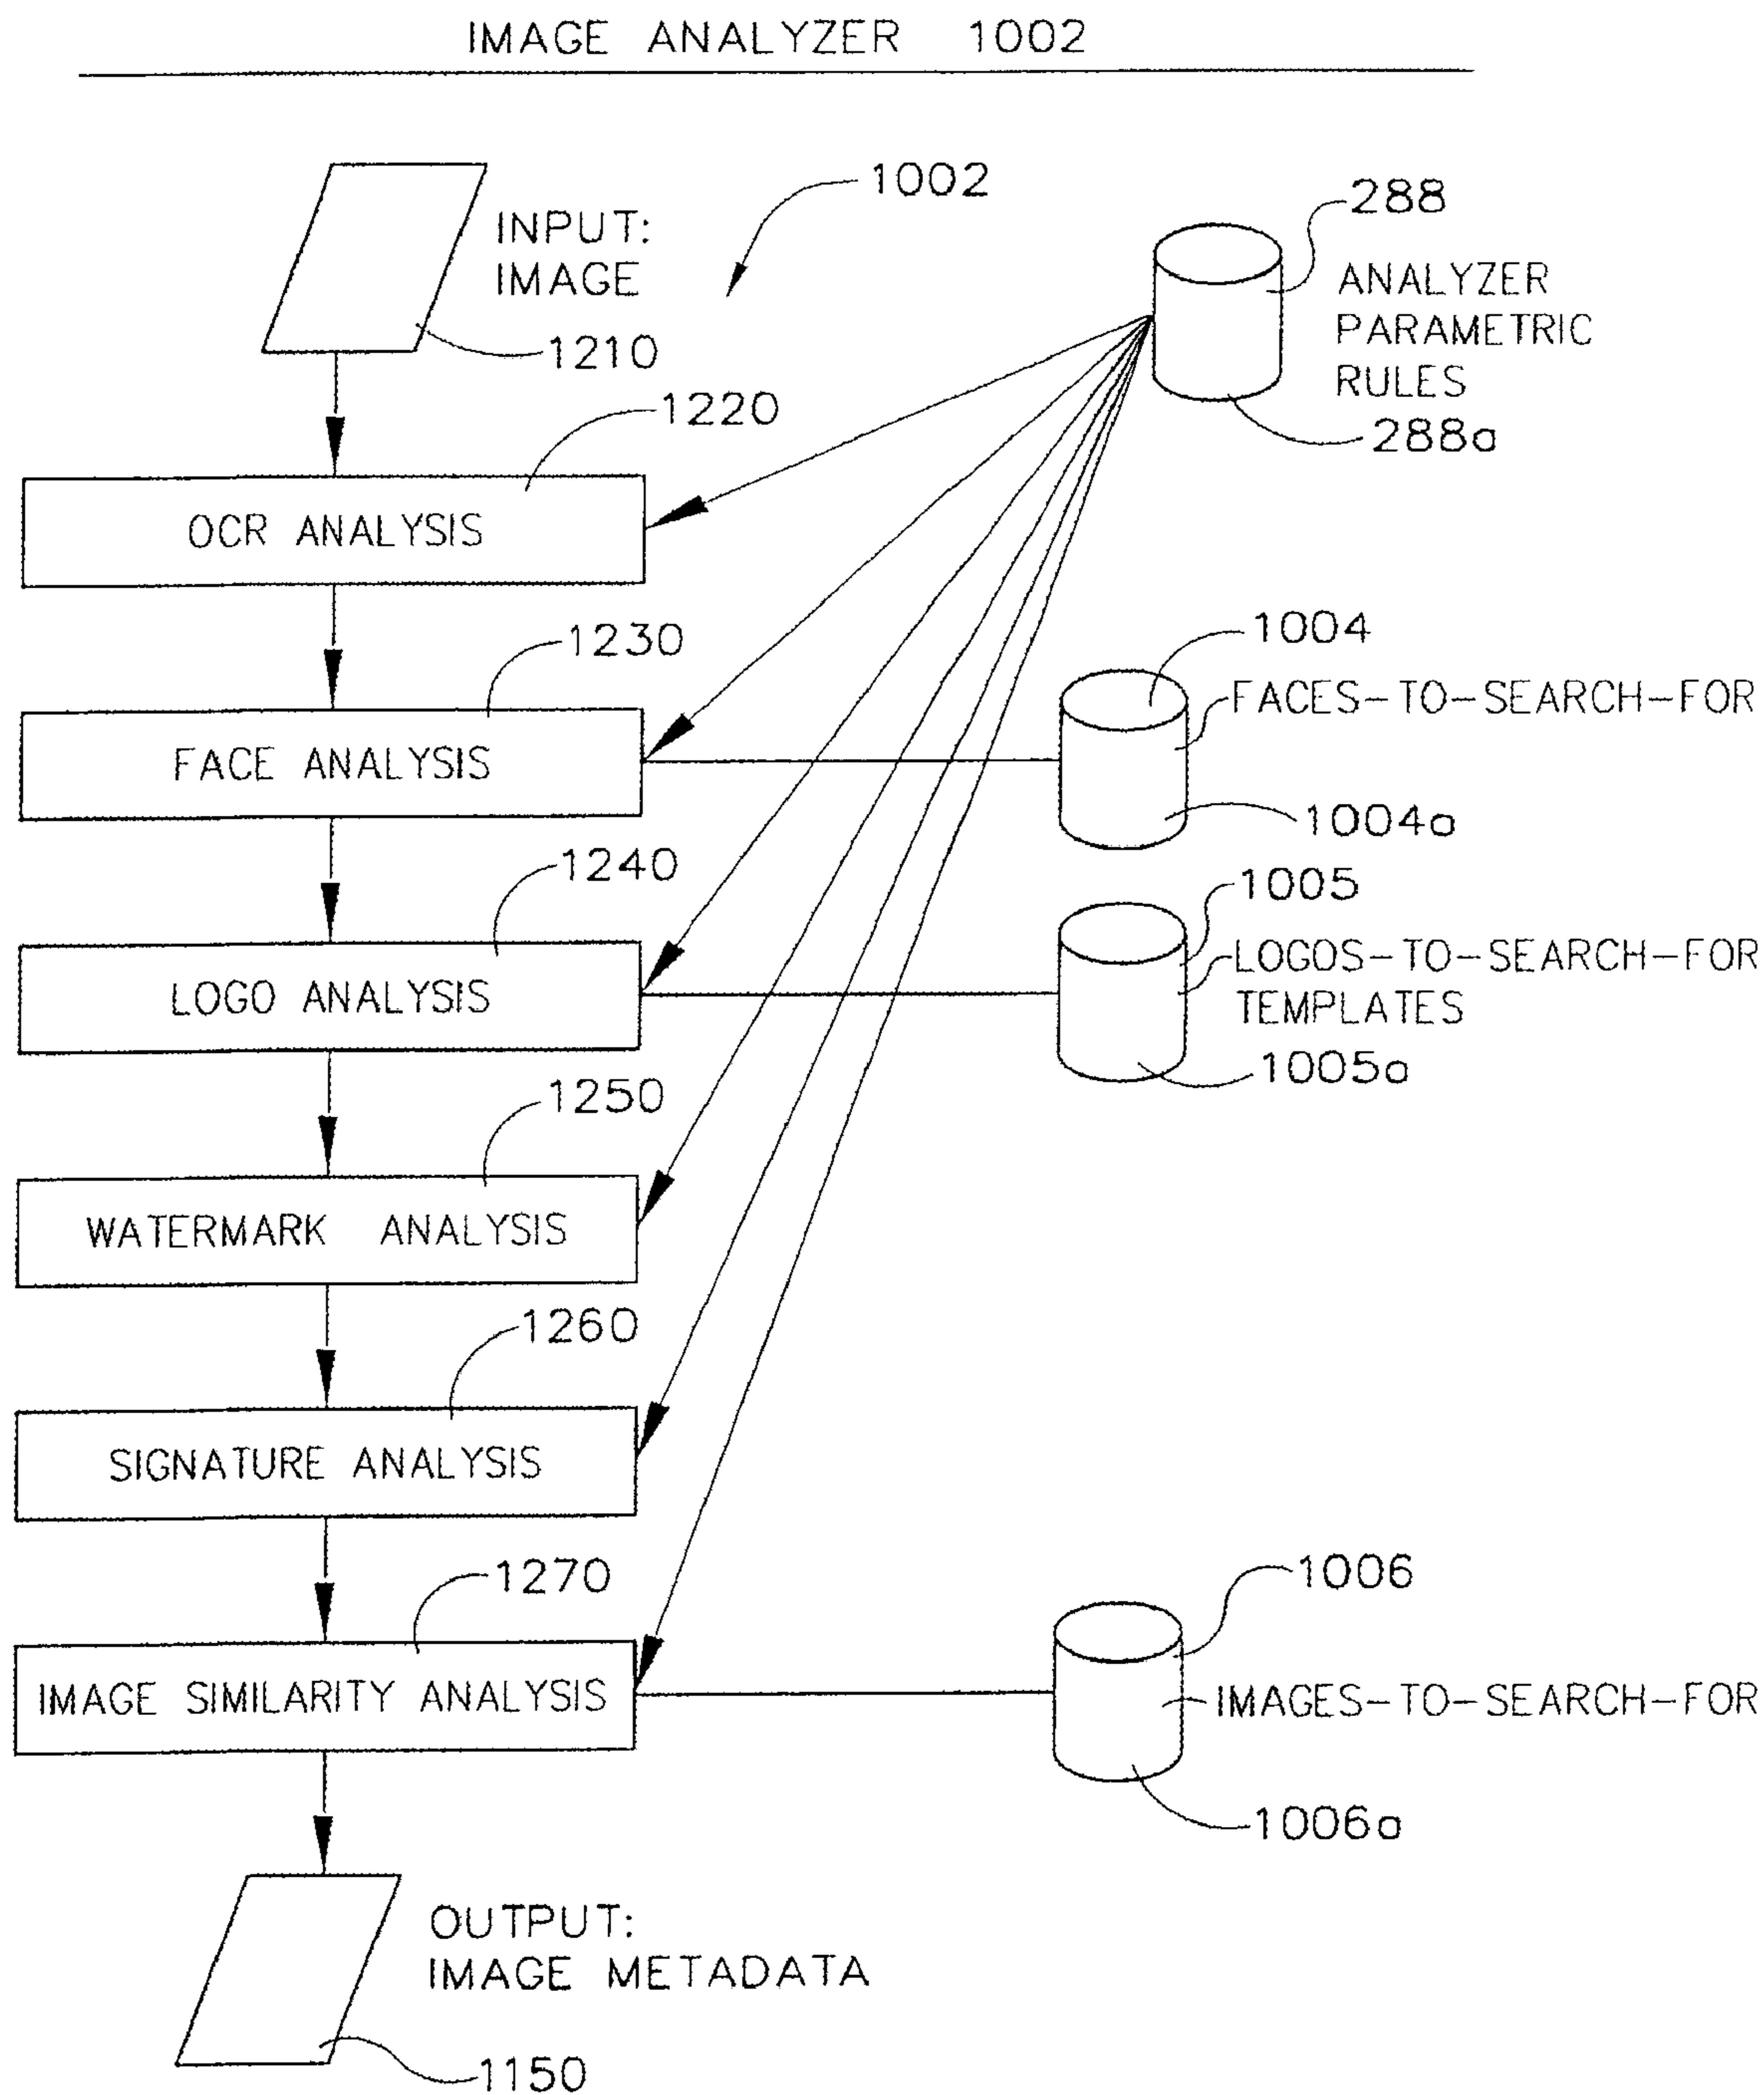 IMAGE ANALYZER 1002
1002
INPUT:
IMAGE
1210
288
ANALYZER
PARAMETRIC
RULES
288a
1220
OCR ANALYSIS
1230
FACE ANALYSIS
1004
FACES-TO-SEARCH-FOR
1004a
1240
LOGO ANALYSIS
1005
LOGOS-TO-SEARCH-FOR
TEMPLATES
1005a
1250
WATERMARK ANALYSIS
1260
SIGNATURE ANALYSIS
1270
IMAGE SIMILARITY ANALYSIS
1006
IMAGES-TO-SEARCH-FOR
1006a
OUTPUT:
IMAGE METADATA
1150